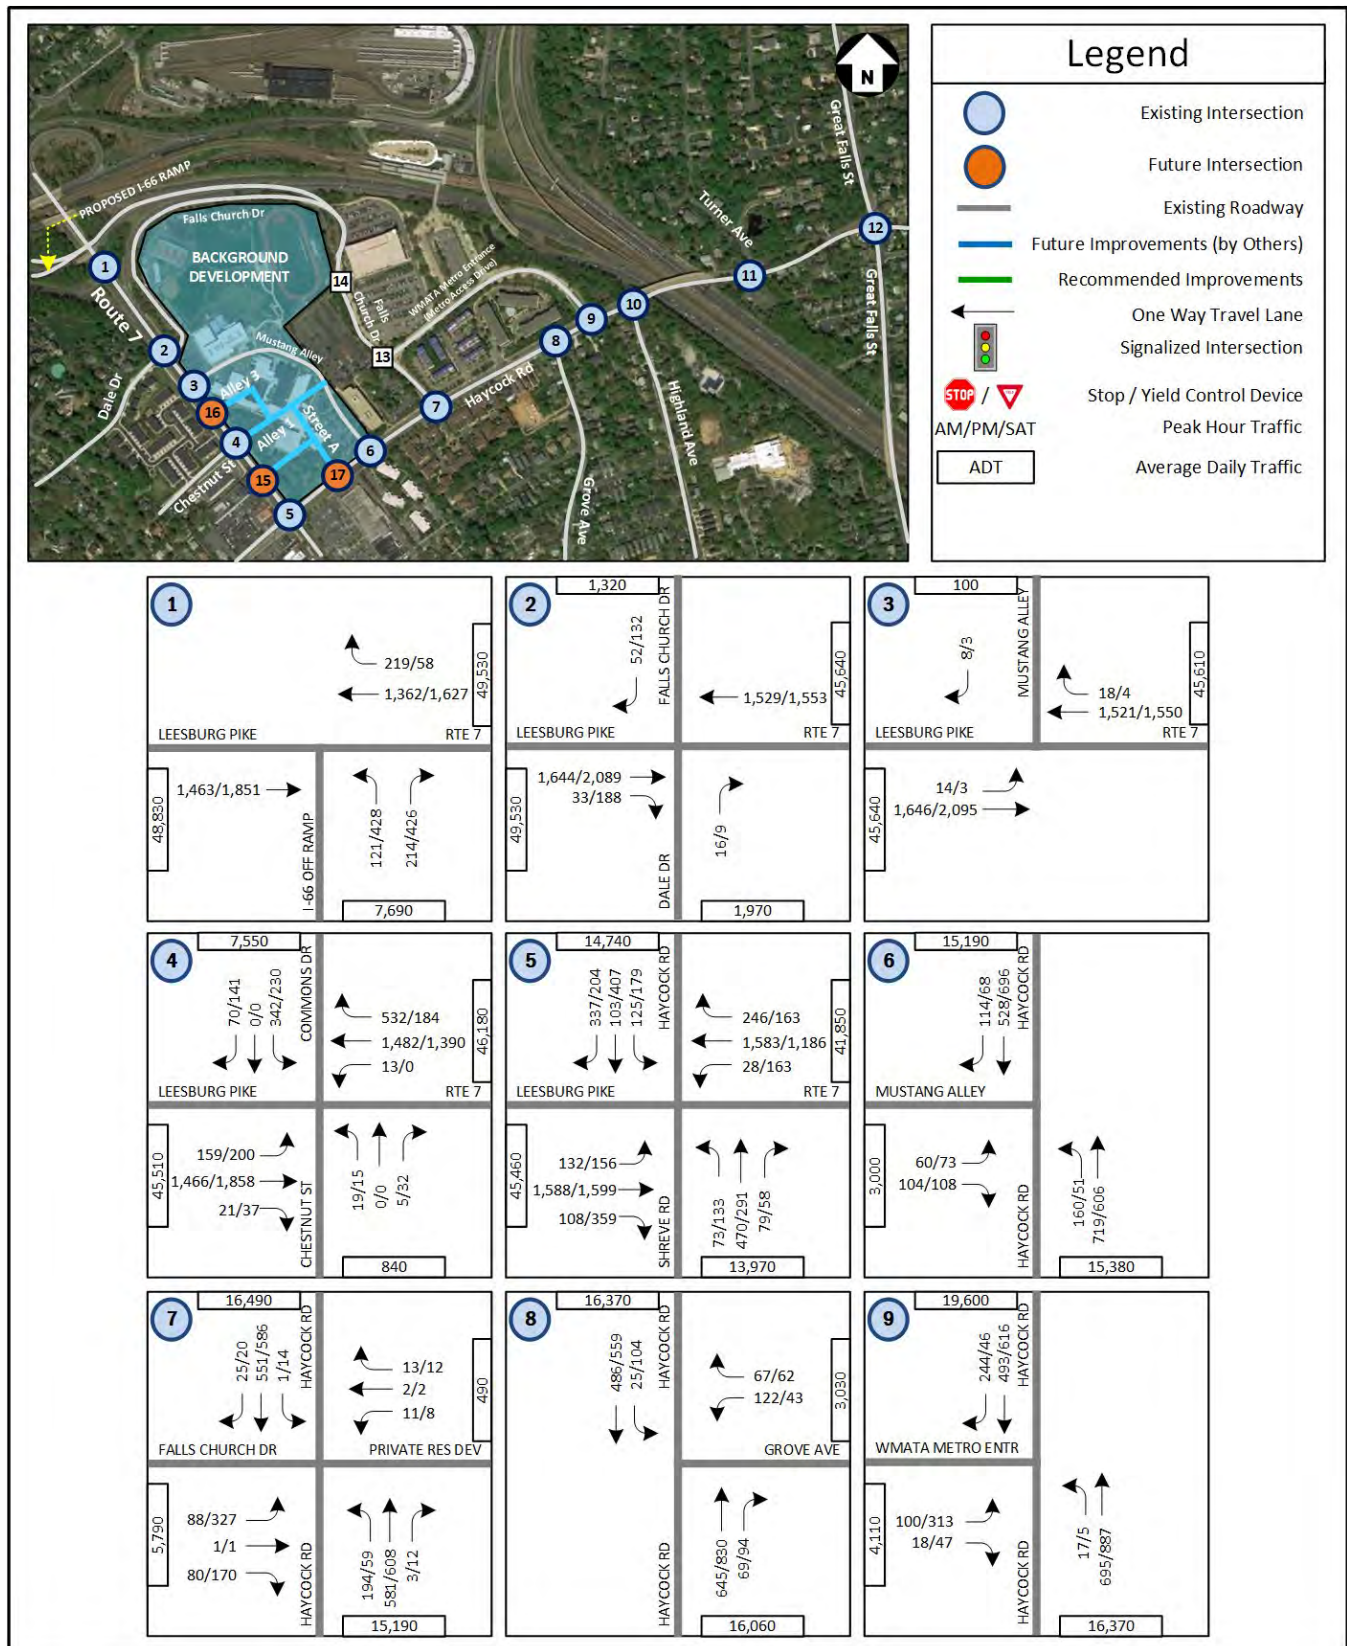 N
PROPOSED I-66 RAMP
Falls Church Dr
BACKGROUND
DEVELOPMENT
Route 7
Dale Dr
Mustang Alley
Alley 3
Alley 1
Street A
Chestnut St
Falls
Church Dr
WMATA Metro Entrance
(Metro Access Drive)
Haycock Rd
Grove Ave
Highland Ave
Turner Ave
Great Falls St
Great Falls St
1
2
3
16
4
15
5
17
6
7
13
14
8
9
10
11
12
Legend
Existing Intersection
Future Intersection
Existing Roadway
Future Improvements (by Others)
Recommended Improvements
One Way Travel Lane
Signalized Intersection
STOP / Stop / Yield Control Device
AM/PM/SAT Peak Hour Traffic
ADT Average Daily Traffic
1
219/58
1,362/1,627
49,530
LEESBURG PIKE RTE 7
48,830
1,463/1,851
I-66 OFF RAMP
121/428
214/426
7,690
2
1,320
52/132
FALLS CHURCH DR
1,529/1,553
45,640
LEESBURG PIKE RTE 7
49,530
1,644/2,089
33/188
DALE DR
16/9
1,970
3
100
8/3
MUSTANG ALLEY
18/4
1,521/1,550
45,610
LEESBURG PIKE RTE 7
45,640
14/3
1,646/2,095
4
7,550
70/141
0/0
342/230
COMMONS DR
532/184
1,482/1,390
13/0
46,180
LEESBURG PIKE RTE 7
45,510
159/200
1,466/1,858
21/37
CHESTNUT ST
19/15
0/0
5/32
840
5
14,740
337/204
103/407
125/179
HAYCOCK RD
246/163
1,583/1,186
28/163
41,850
LEESBURG PIKE RTE 7
45,460
132/156
1,588/1,599
108/359
SHREVE RD
73/133
470/291
79/58
13,970
6
15,190
114/68
528/696
HAYCOCK RD
MUSTANG ALLEY
3,000
60/73
104/108
HAYCOCK RD
160/51
719/606
15,380
7
16,490
25/20
551/586
1/14
HAYCOCK RD
13/12
2/2
11/8
490
FALLS CHURCH DR PRIVATE RES DEV
5,790
88/327
1/1
80/170
HAYCOCK RD
194/59
581/608
3/12
15,190
8
16,370
486/559
25/104
HAYCOCK RD
67/62
122/43
3,030
GROVE AVE
HAYCOCK RD
645/830
69/94
16,060
9
19,600
244/46
493/616
HAYCOCK RD
WMATA METRO ENTR
4,110
100/313
18/47
HAYCOCK RD
17/5
695/887
16,370